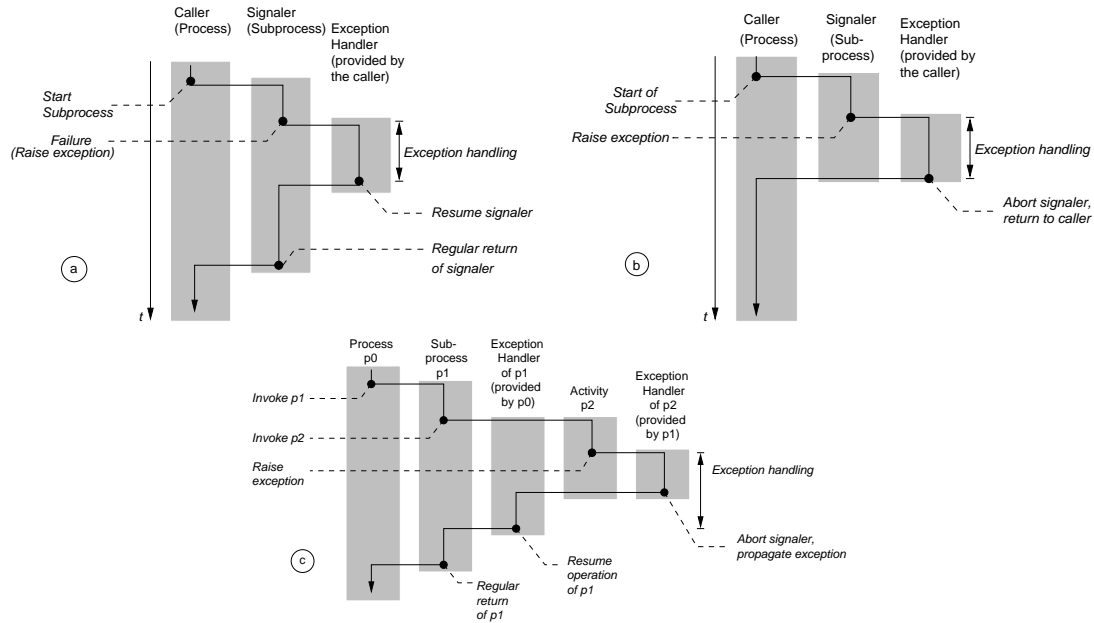 Caller
(Process)
Signaler
(Subprocess)
Exception
Handler
(provided by
the caller)
Start
Subprocess
Failure
(Raise exception)
Exception handling
Resume signaler
Regular return
of signaler
a
t
Caller
(Process)
Signaler
(Sub-
process)
Exception
Handler
(provided by
the caller)
Start of
Subprocess
Raise exception
Exception handling
Abort signaler,
return to caller
b
t
Process
p0
Sub-
process
p1
Exception
Handler
of p1
(provided
by p0)
Activity
p2
Exception
Handler
of p2
(provided
by p1)
Invoke p1
Invoke p2
Raise
exception
Exception handling
Abort signaler,
propagate exception
Resume
operation
of p1
Regular
return
of p1
c